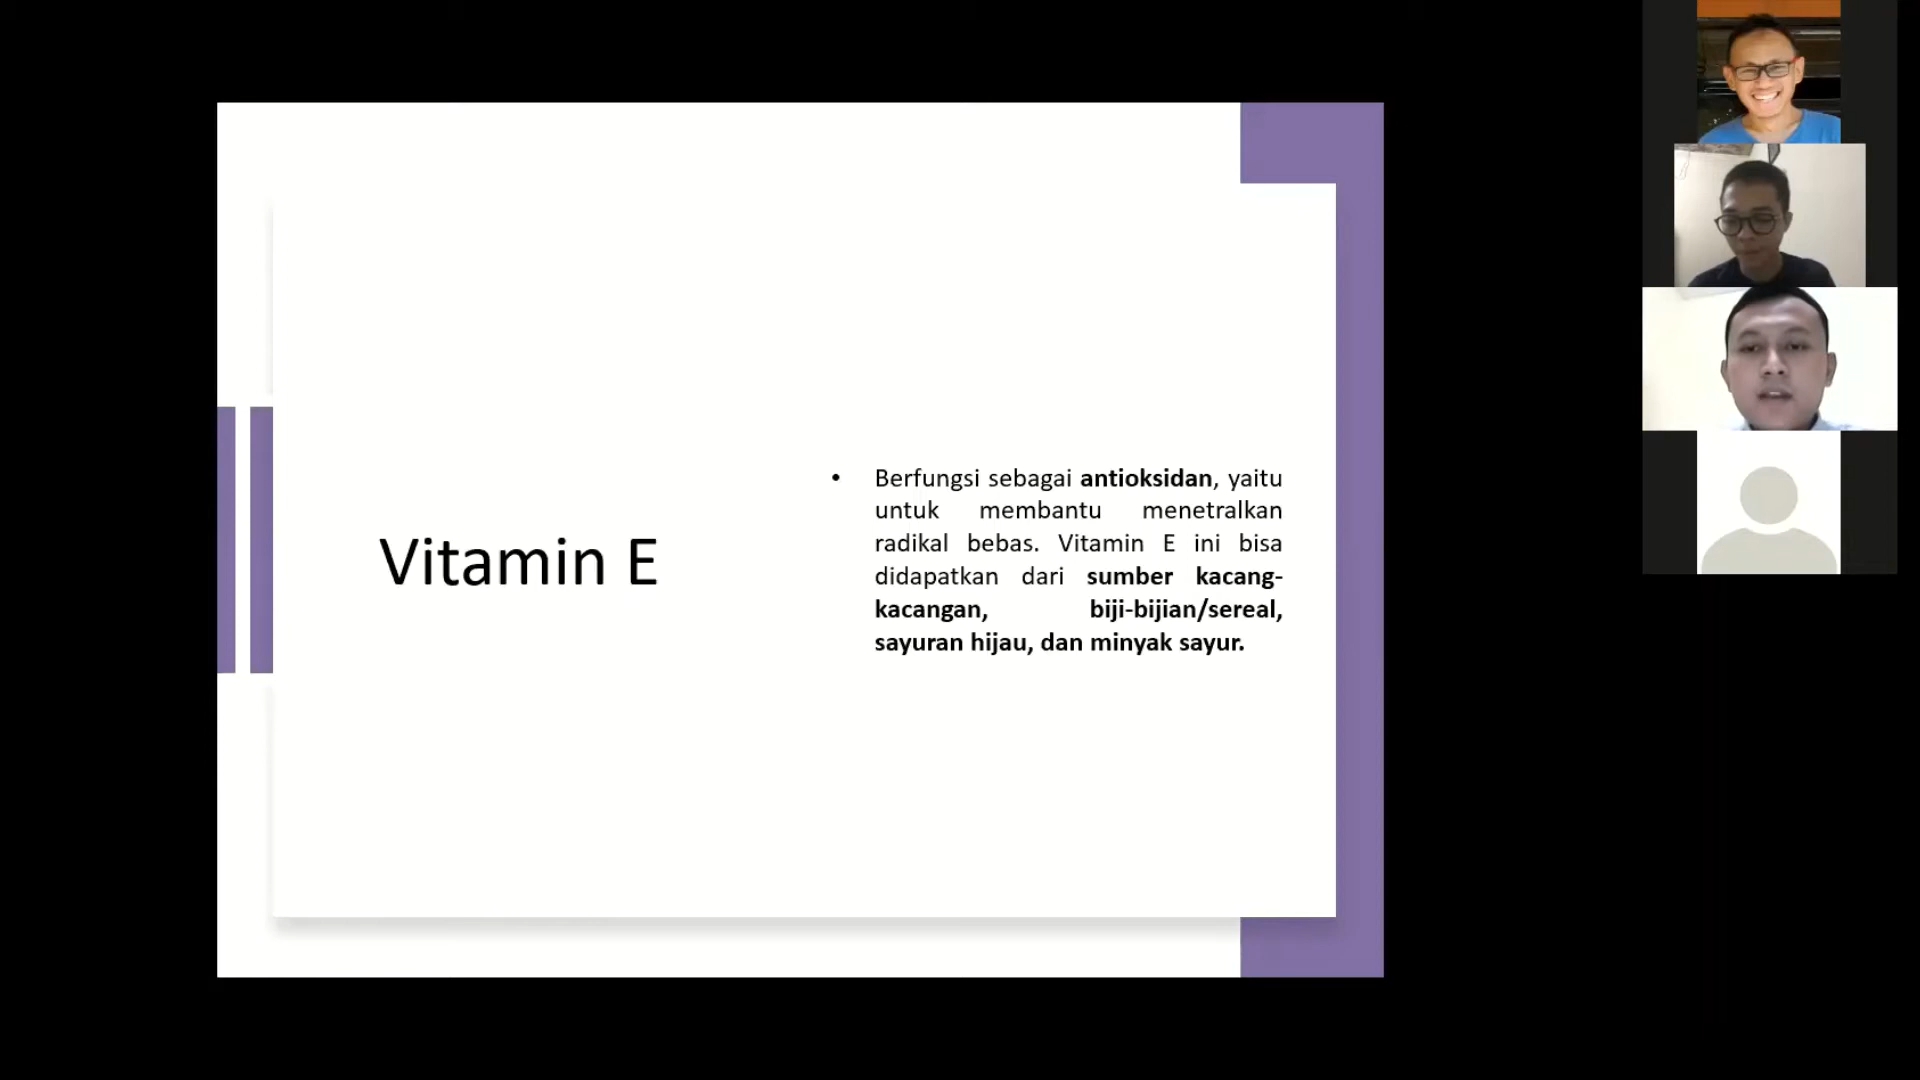 Vitamin E
• Berfungsi sebagai antioksidan, yaitu
untuk membantu menetralkan
radikal bebas. Vitamin E ini bisa
didapatkan dari sumber kacang-
kacangan, biji-bijian/sereal,
sayuran hijau, dan minyak sayur.